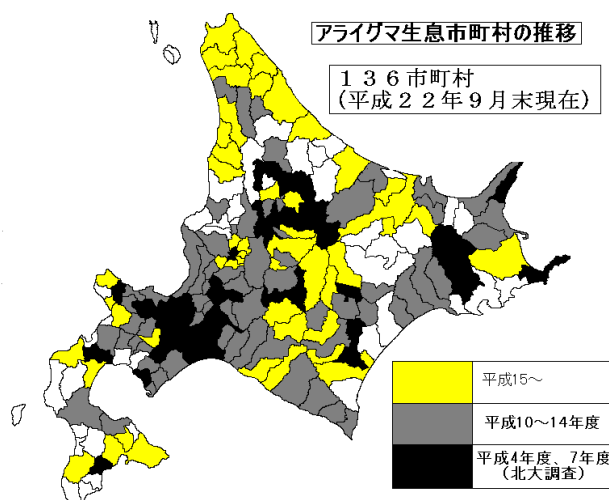 アライグマ生息市町村の推移
１３６市町村
(平成２２年９月末現在)
平成15～
平成10～14年度
平成4年度、7年度
(北大調査)